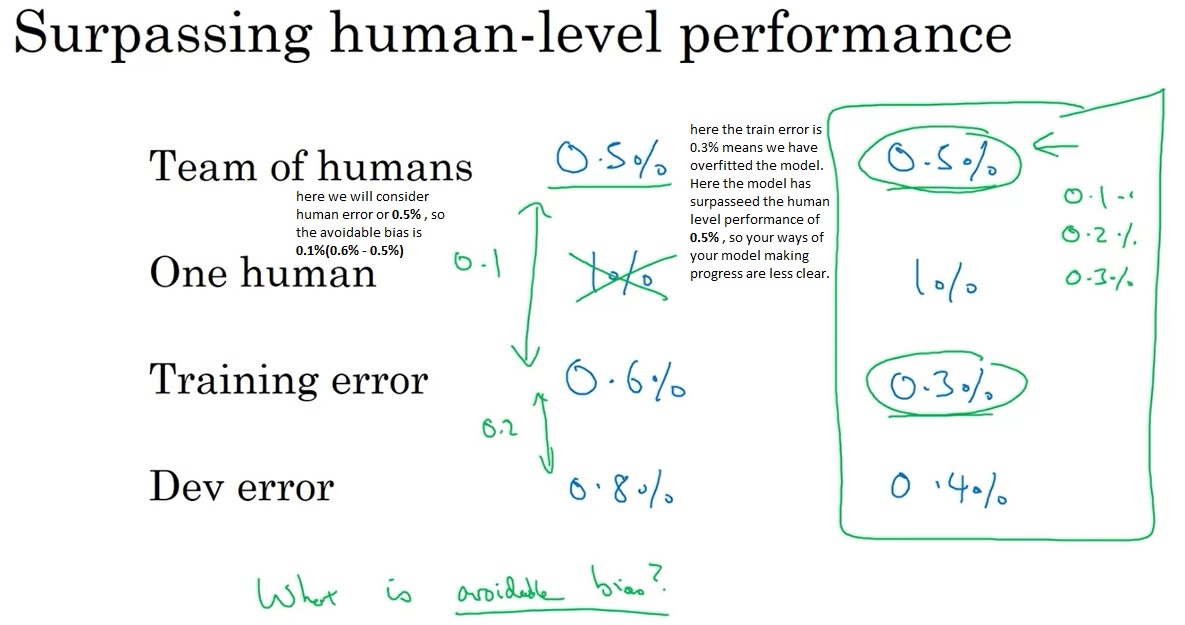 Surpassing human-level performance
Team of humans
0.5%
here we will consider
human error or 0.5% , so
the avoidable bias is
0.1%(0.6% - 0.5%)
here the train error is
0.3% means we have
overfitted the model.
Here the model has
surpasseed the human
level performance of
0.5% , so your ways of
your model making
progress are less clear.
0.5%
0.1
0.2%
0.3%
One human
0.1
1%
1%
Training error
0.6%
0.3%
0.2
Dev error
0.8%
0.4%
What is avoidable bias?